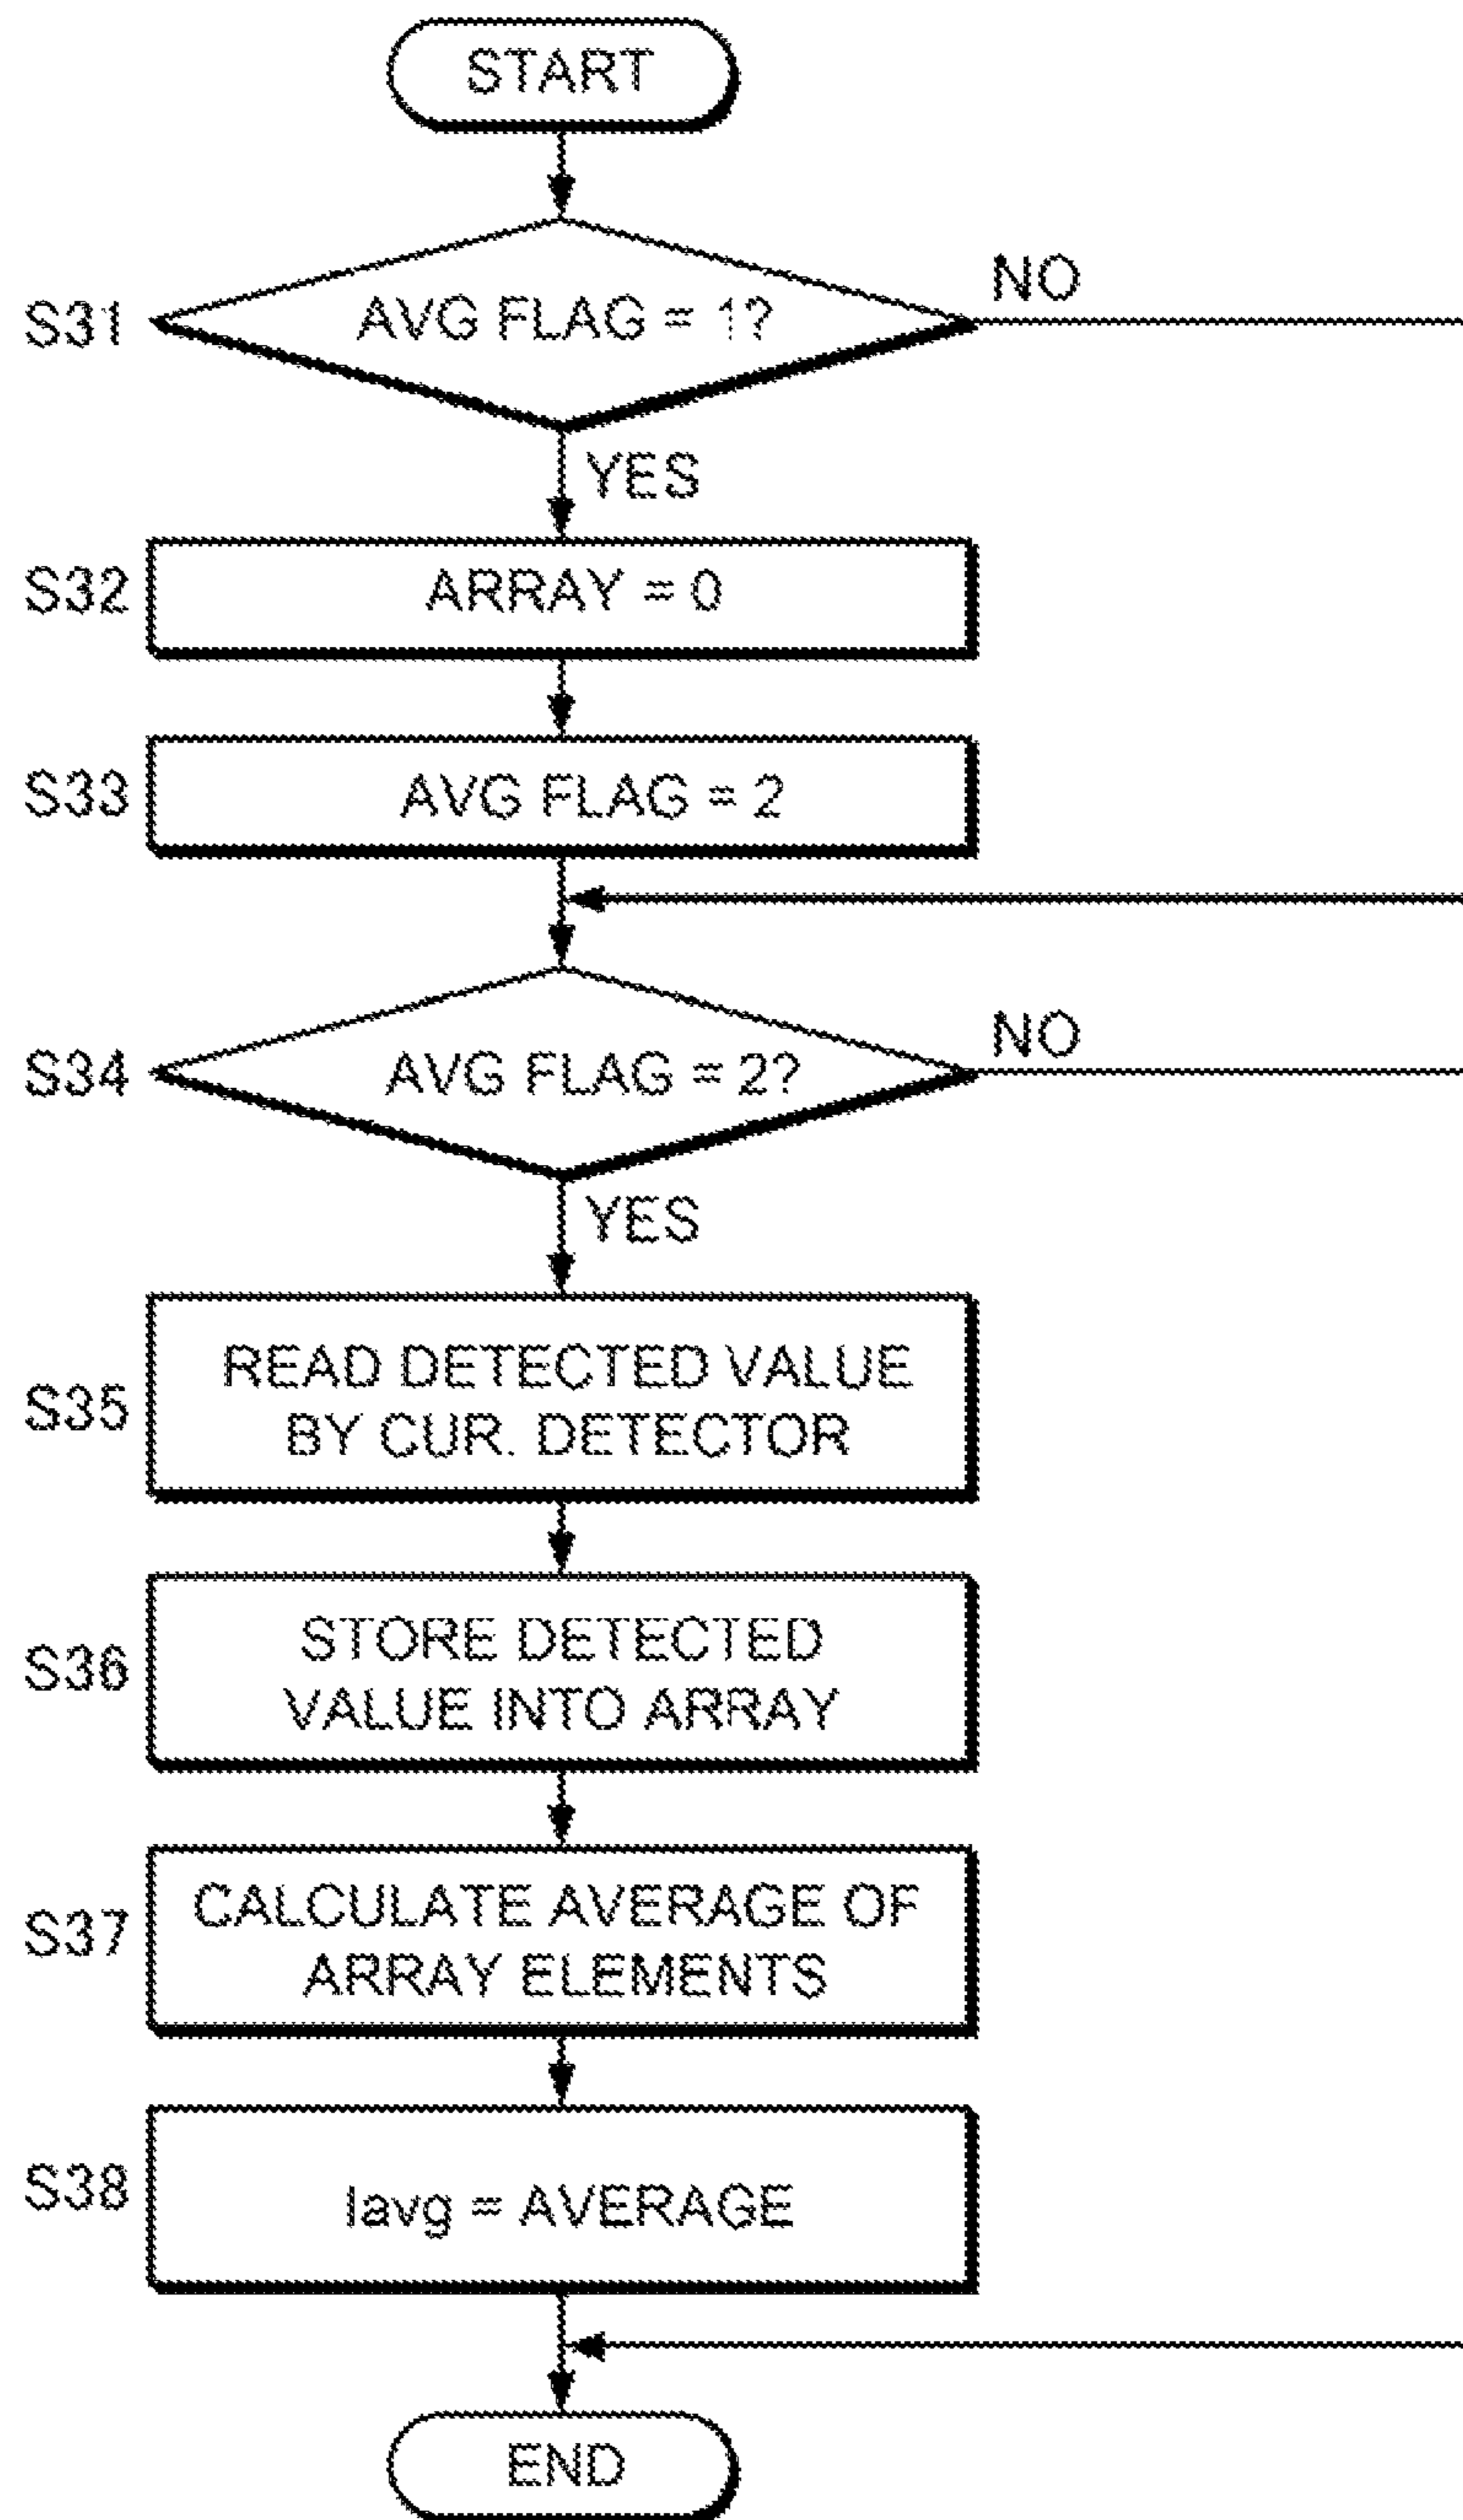 START
S31
AVG FLAG = 1?
NO
YES
S32
ARRAY = 0
S33
AVG FLAG = 2
S34
AVG FLAG = 2?
NO
YES
S35
READ DETECTED VALUE
BY CUR. DETECTOR
S36
STORE DETECTED
VALUE INTO ARRAY
S37
CALCULATE AVERAGE OF
ARRAY ELEMENTS
S38
Iavg = AVERAGE
END